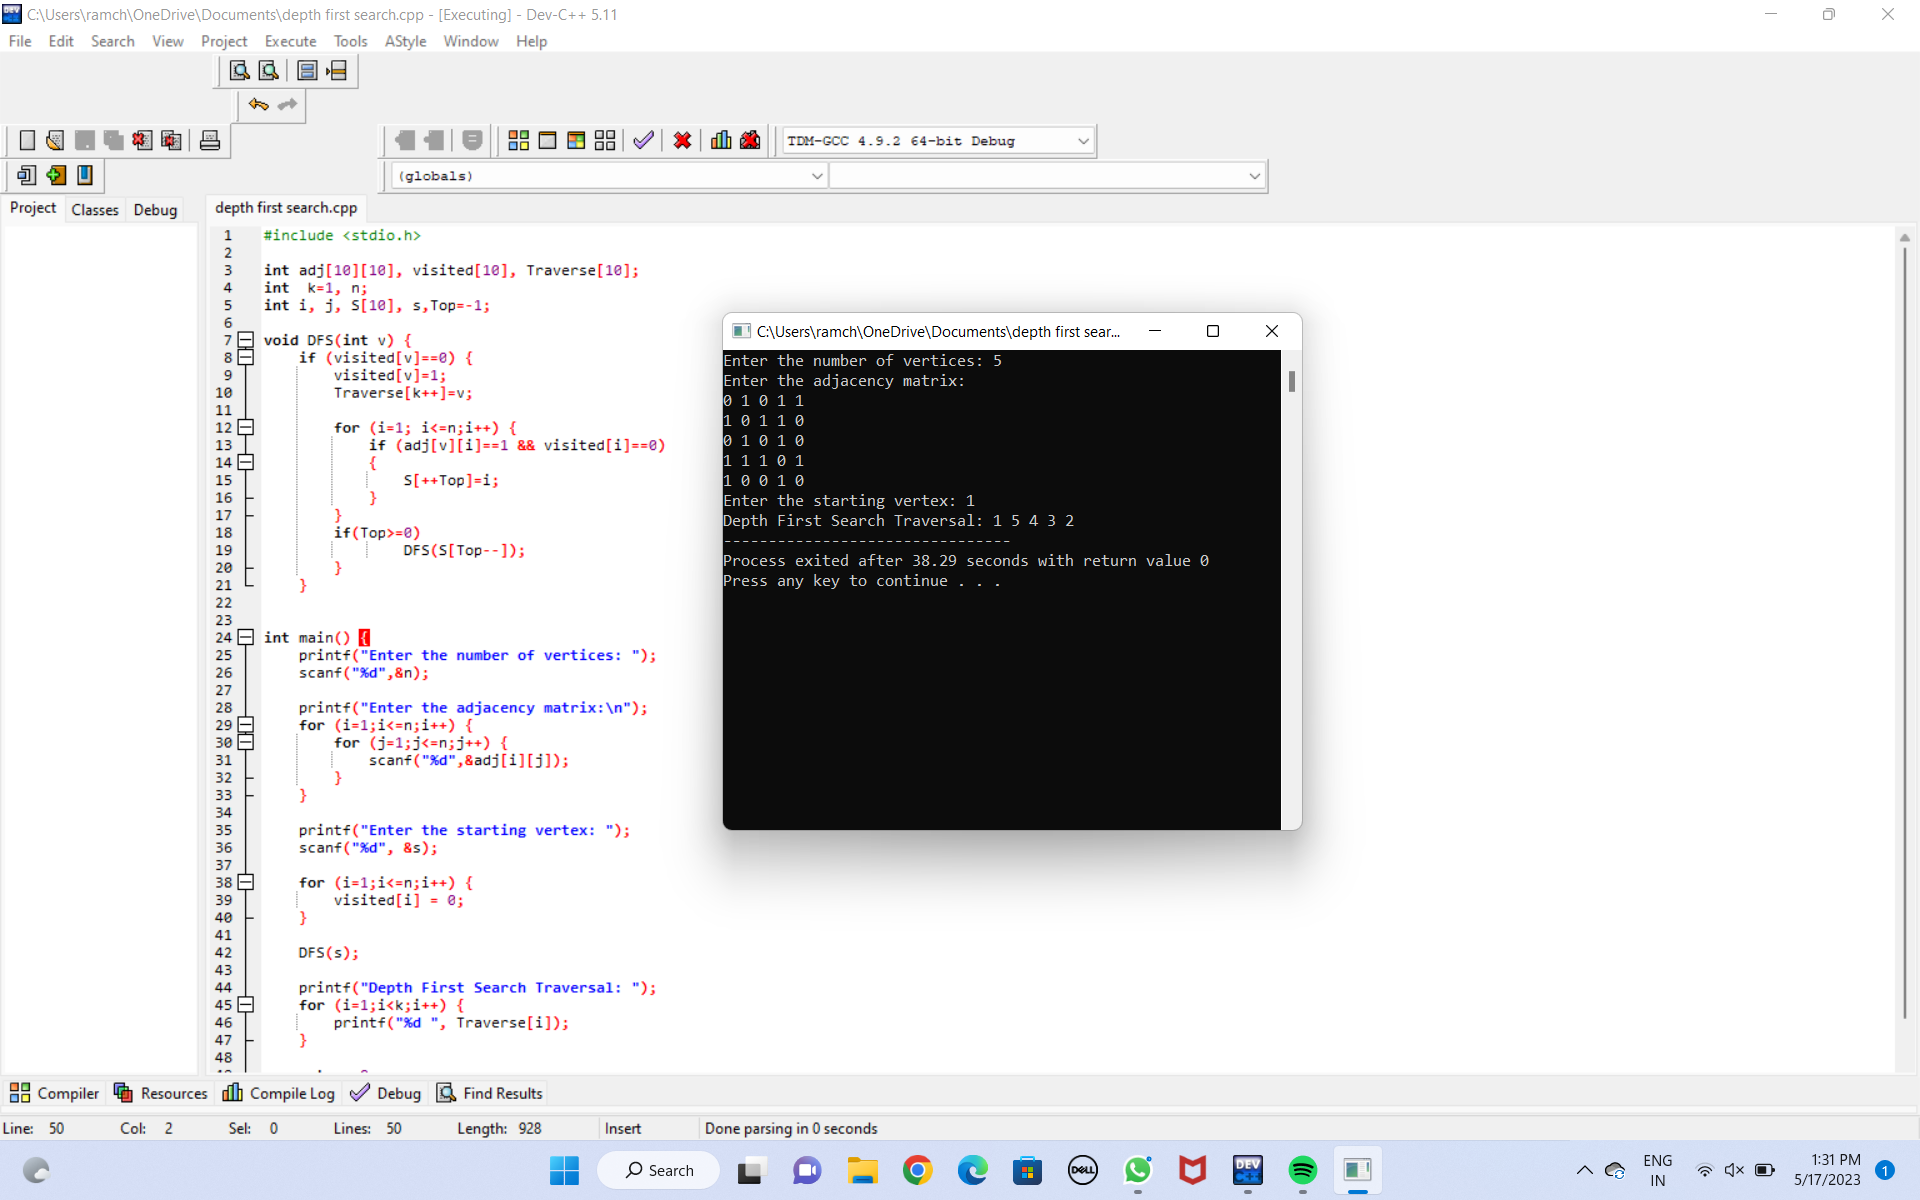 C:\Users\ramch\OneDrive\Documents\depth first search.cpp - [Executing] - Dev-C++ 5.11
File Edit Search View Project Execute Tools AStyle Window Help
TDM-GCC 4.9.2 64-bit Debug
(globals)
Project Classes Debug
depth first search.cpp
1 #include <stdio.h>
2
3 int adj[10][10], visited[10], Traverse[10];
4 int  k=1, n;
5 int i, j, S[10], s,Top=-1;
6
7 void DFS(int v) {
8     if (visited[v]==0) {
9         visited[v]=1;
10         Traverse[k++]=v;
11
12         for (i=1; i<=n;i++) {
13             if (adj[v][i]==1 && visited[i]==0)
14             {
15                 S[++Top]=i;
16             }
17         }
18         if(Top>=0)
19                 DFS(S[Top--]);
20         }
21     }
22
23
24 int main() {
25     printf("Enter the number of vertices: ");
26     scanf("%d",&n);
27
28     printf("Enter the adjacency matrix:\n");
29     for (i=1;i<=n;i++) {
30         for (j=1;j<=n;j++) {
31             scanf("%d",&adj[i][j]);
32         }
33     }
34
35     printf("Enter the starting vertex: ");
36     scanf("%d", &s);
37
38     for (i=1;i<=n;i++) {
39         visited[i] = 0;
40     }
41
42     DFS(s);
43
44     printf("Depth First Search Traversal: ");
45     for (i=1;i<k;i++) {
46         printf("%d ", Traverse[i]);
47     }
48
C:\Users\ramch\OneDrive\Documents\depth first sear...
Enter the number of vertices: 5
Enter the adjacency matrix:
0 1 0 1 1
1 0 1 1 0
0 1 0 1 0
1 1 1 0 1
1 0 0 1 0
Enter the starting vertex: 1
Depth First Search Traversal: 1 5 4 3 2
--------------------------------
Process exited after 38.29 seconds with return value 0
Press any key to continue . . .
Compiler Resources Compile Log Debug Find Results
Line: 50 Col: 2 Sel: 0 Lines: 50 Length: 928 Insert Done parsing in 0 seconds
Search
DELL
DEV
C++
ENG
IN
1:31 PM
5/17/2023
1